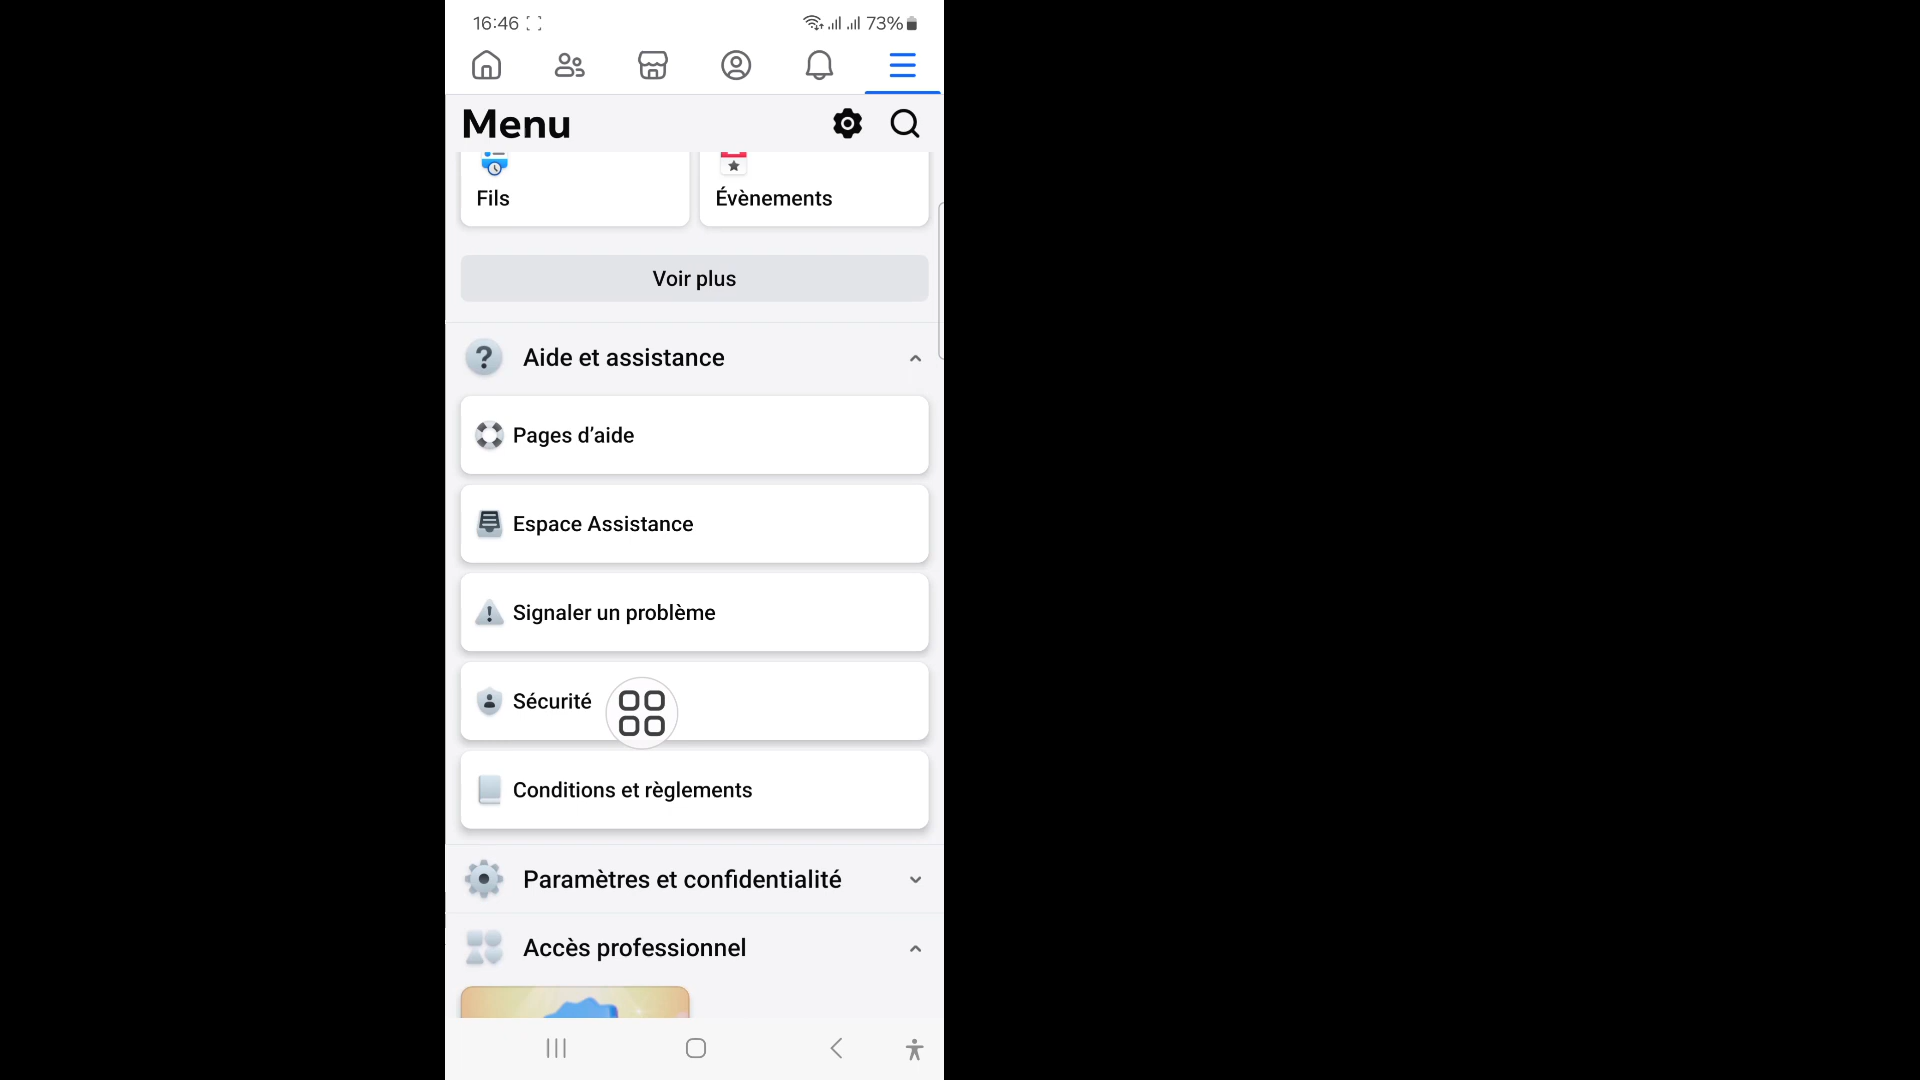 16:46
73%
Menu
Fils
Évènements
Voir plus
Aide et assistance
Pages d’aide
Espace Assistance
Signaler un problème
Sécurité
Conditions et règlements
Paramètres et confidentialité
Accès professionnel